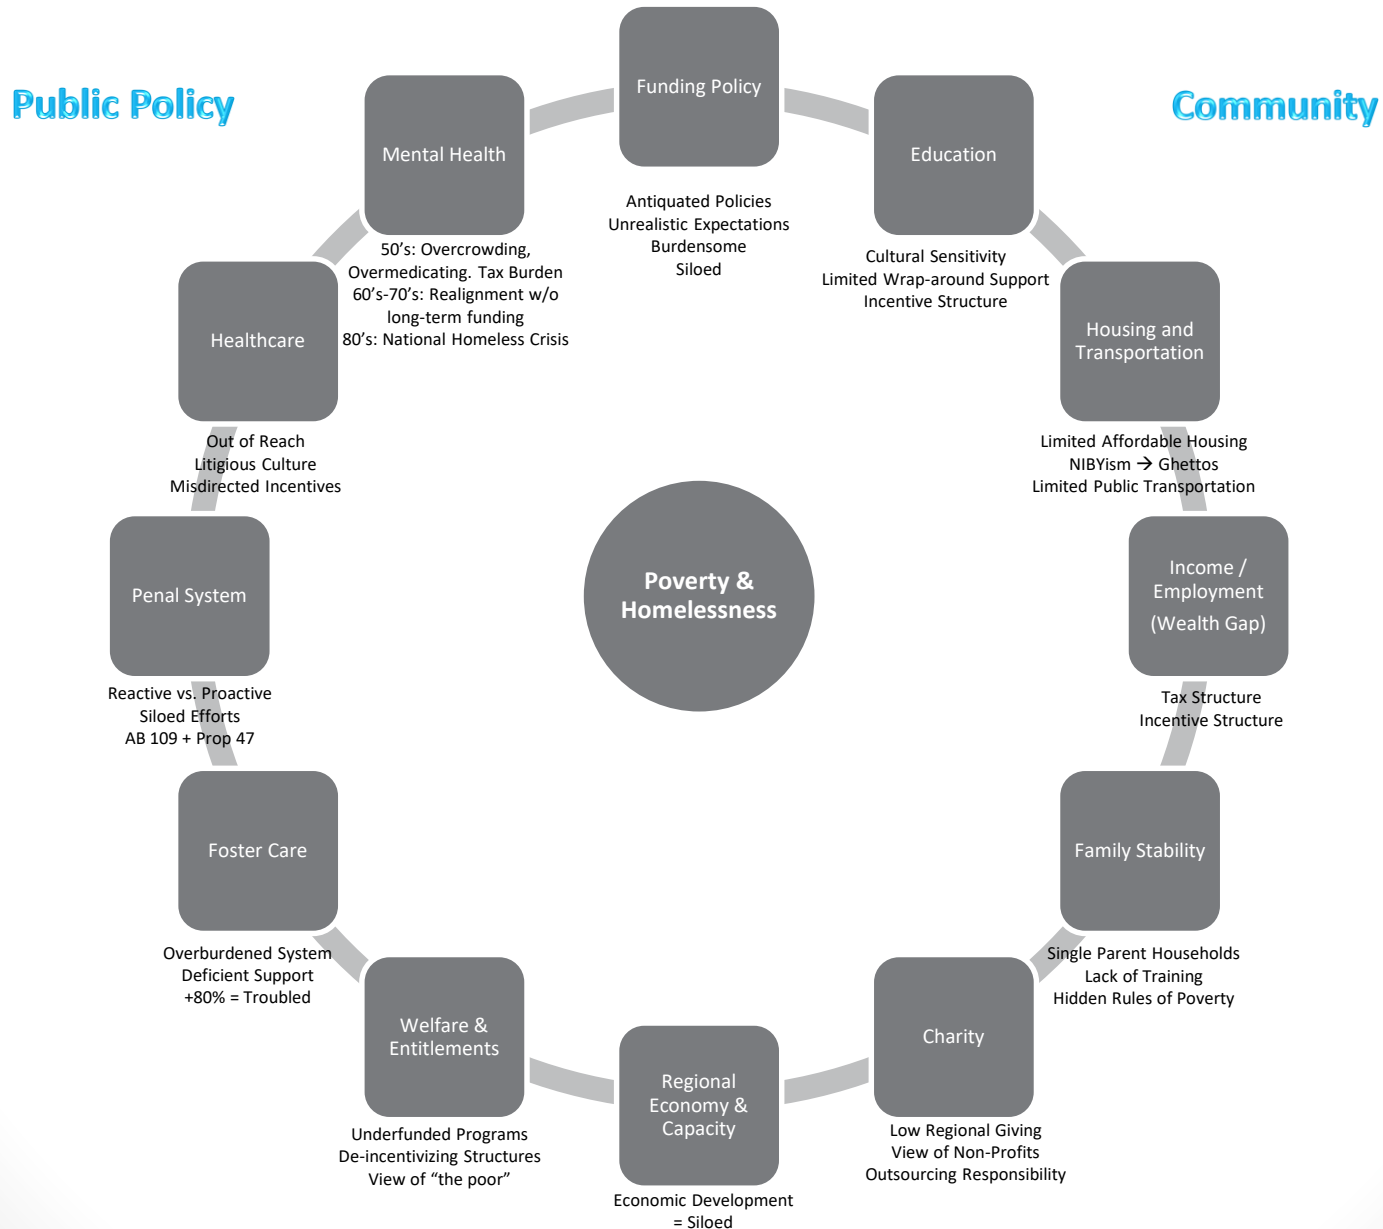 Public Policy
Community
Funding Policy
Antiquated Policies
Unrealistic Expectations
Burdensome
Siloed
Education
Cultural Sensitivity
Limited Wrap-around Support
Incentive Structure
Housing and
Transportation
Limited Affordable Housing
NIBYism → Ghettos
Limited Public Transportation
Income /
Employment
(Wealth Gap)
Tax Structure
Incentive Structure
Family Stability
Single Parent Households
Lack of Training
Hidden Rules of Poverty
Charity
Low Regional Giving
View of Non-Profits
Outsourcing Responsibility
Regional
Economy &
Capacity
Economic Development
= Siloed
Welfare &
Entitlements
Underfunded Programs
De-incentivizing Structures
View of “the poor”
Foster Care
Overburdened System
Deficient Support
+80% = Troubled
Penal System
Reactive vs. Proactive
Siloed Efforts
AB 109 + Prop 47
Healthcare
Out of Reach
Litigious Culture
Misdirected Incentives
Mental Health
50’s: Overcrowding,
Overmedicating. Tax Burden
60’s-70’s: Realignment w/o
long-term funding
80’s: National Homeless Crisis
Poverty &
Homelessness